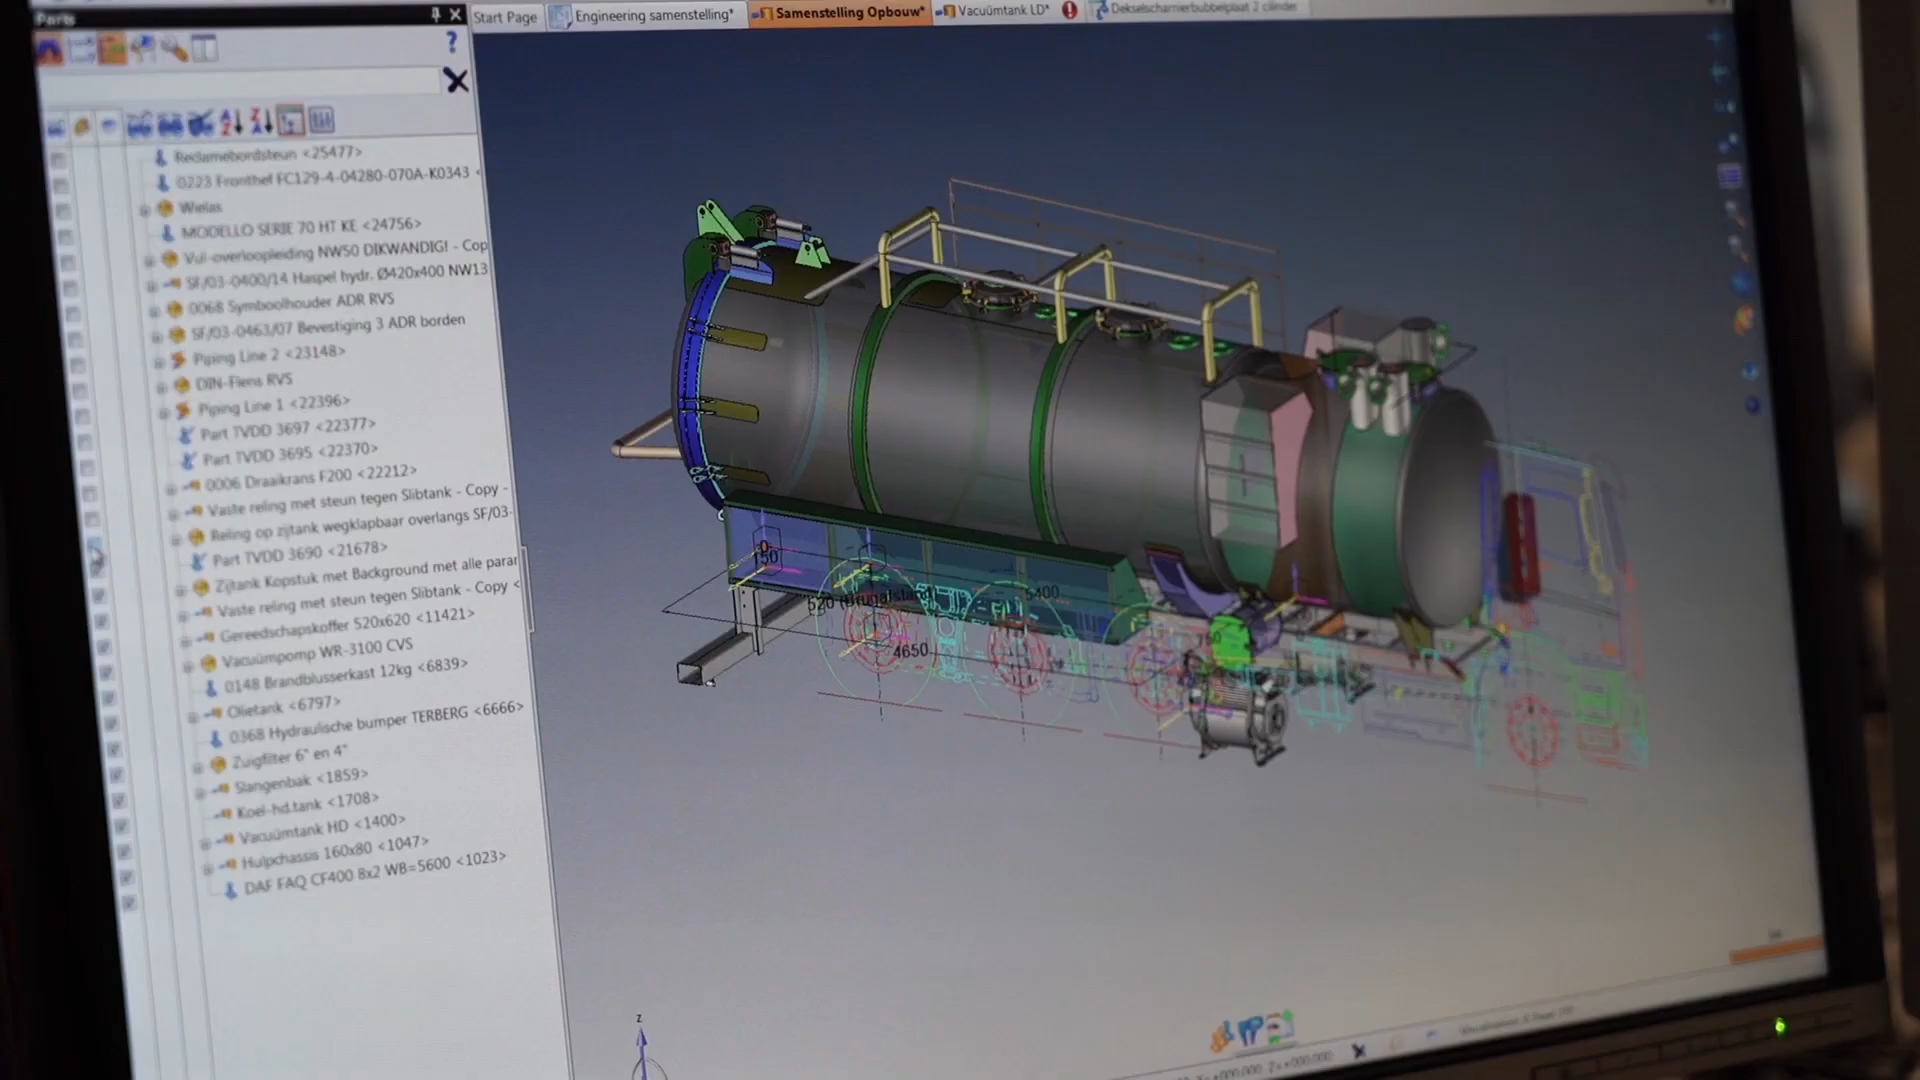 Parts
Start Page
Engineering samenstelling*
Samenstelling Opbouw*
Vacuümtank LD*
Dekselscharnierbubbelplaat 2 cilinder
Reclamebordsteun <25477>
0223 Fronthef FC129-4-04280-070A-K0343 <
Wielas
MODELLO SERIE 70 HT KE <24756>
Vul-overloopleiding NW50 DIKWANDIG! - Cop
SF/03-0400/14 Haspel hydr. Ø420x400 NW13
0068 Symboolhouder ADR RVS
SF/03-0463/07 Bevestiging 3 ADR borden
Piping Line 2 <23148>
DIN-Flens RVS
Piping Line 1 <22396>
Part TVDD 3697 <22377>
Part TVDD 3695 <22370>
0006 Draaikrans F200 <22212>
Vaste reling met steun tegen Slibtank - Copy -
Reling op zijtank wegklapbaar overlangs SF/03-
Part TVDD 3690 <21678>
Zijtank Kopstuk met Background met alle parar
Vaste reling met steun tegen Slibtank - Copy <
Gereedschapskoffer 520x620 <11421>
Vacuümpomp WR-3100 CVS
0148 Brandblusserkast 12kg <6839>
Olietank <6797>
0368 Hydraulische bumper TERBERG <6666>
Zuigfilter 6" en 4"
Slangenbak <1859>
Koel-hd.tank <1708>
Vacuümtank HD <1400>
Hulpchassis 160x80 <1047>
DAF FAQ CF400 8x2 WB=5600 <1023>
150
520 (Brugafstand
5400
4650
z